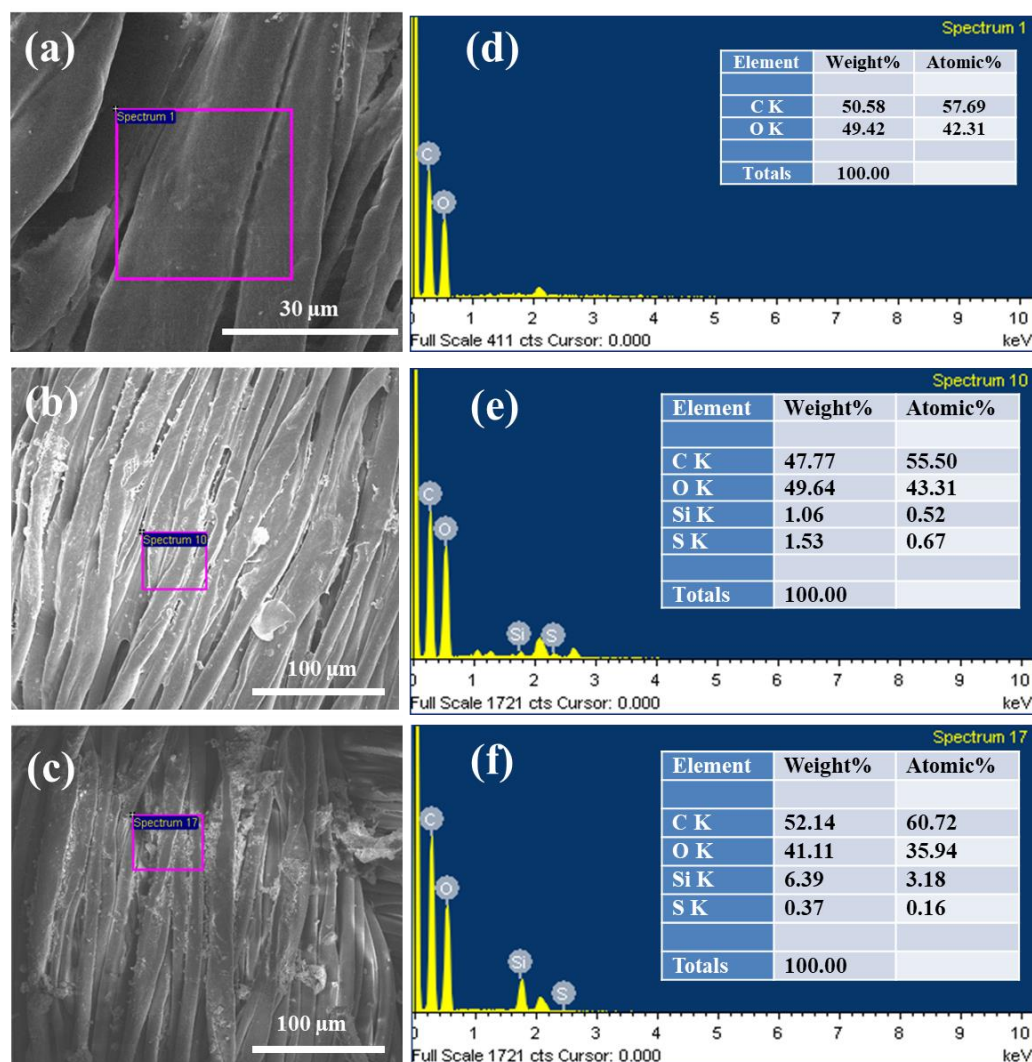 (a)
Spectrum 1
30 µm
(d)
Spectrum 1
Element Weight% Atomic%
C K 50.58 57.69
O K 49.42 42.31
Totals 100.00
C
O
0 1 2 3 4 5 6 7 8 9 10
Full Scale 411 cts Cursor: 0.000 keV
(b)
Spectrum 10
100 µm
(e)
Spectrum 10
Element Weight% Atomic%
C K 47.77 55.50
O K 49.64 43.31
Si K 1.06 0.52
S K 1.53 0.67
Totals 100.00
C
O
Si S
0 1 2 3 4 5 6 7 8 9 10
Full Scale 1721 cts Cursor: 0.000 keV
(c)
Spectrum 17
100 µm
(f)
Spectrum 17
Element Weight% Atomic%
C K 52.14 60.72
O K 41.11 35.94
Si K 6.39 3.18
S K 0.37 0.16
Totals 100.00
C
O
Si S
0 1 2 3 4 5 6 7 8 9 10
Full Scale 1721 cts Cursor: 0.000 keV